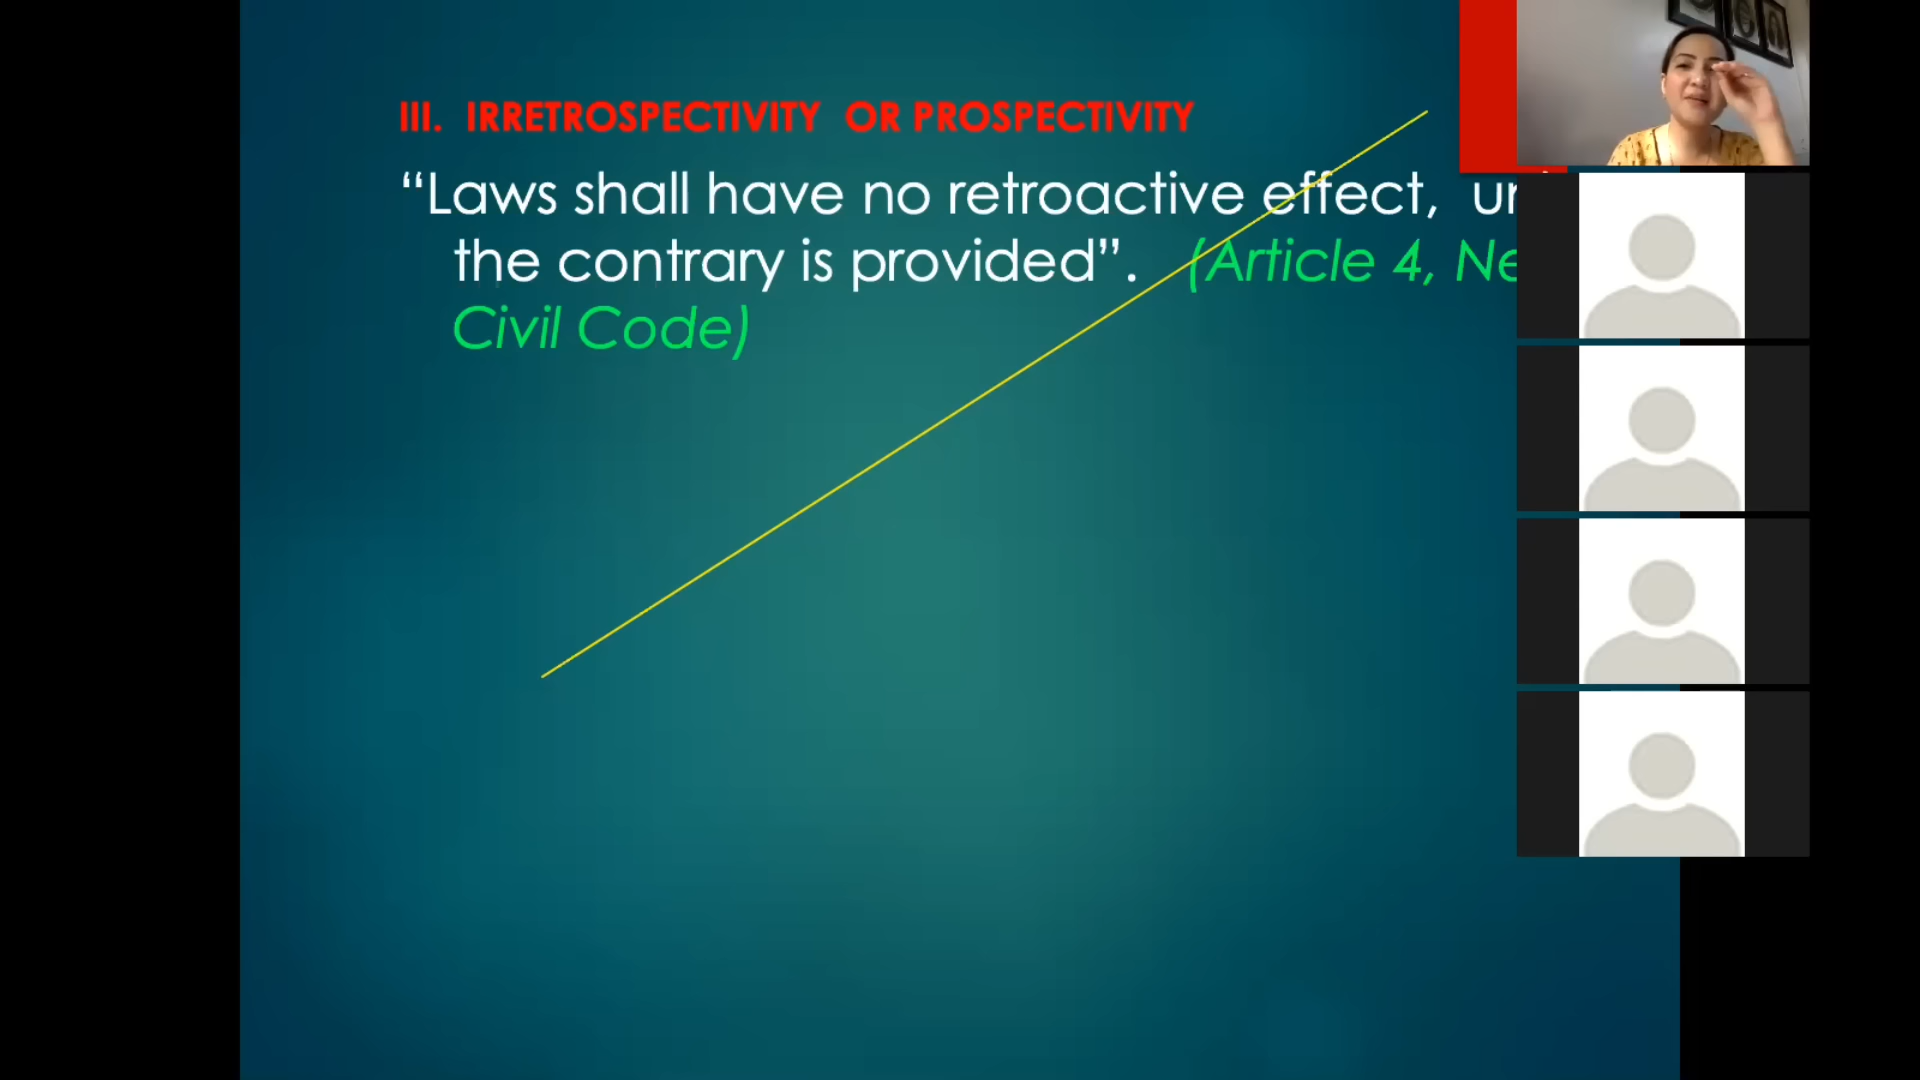 III. IRRETROSPECTIVITY OR PROSPECTIVITY
“Laws shall have no retroactive effect,
the contrary is provided”. (Article 4,
Civil Code)